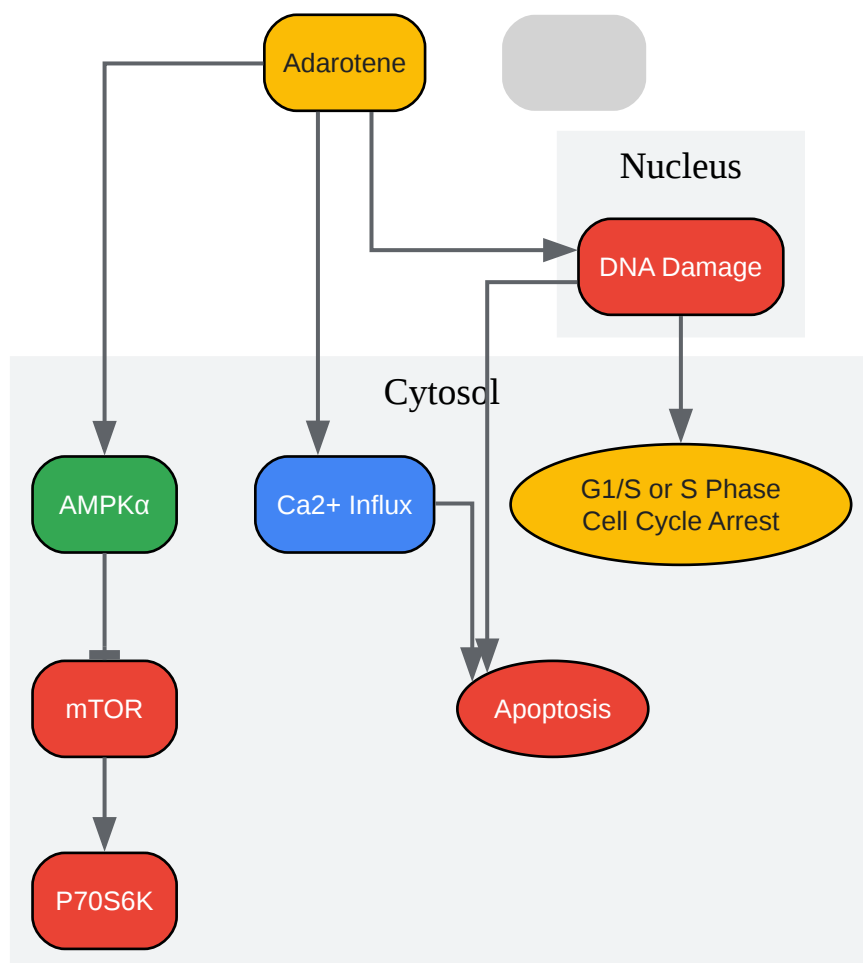 Adarotene
Nucleus
DNA Damage
Cytosol
AMPKα
Ca2+ Influx
G1/S or S Phase
Cell Cycle Arrest
mTOR
Apoptosis
P70S6K